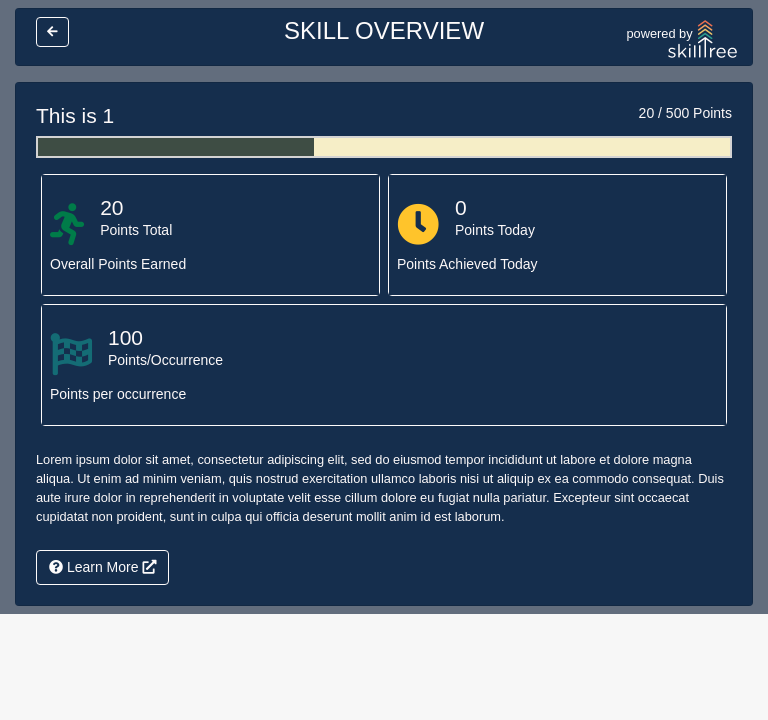 SKILL OVERVIEW
powered by
skilltree
This is 1
20 / 500 Points
20
Points Total
Overall Points Earned
0
Points Today
Points Achieved Today
100
Points/Occurrence
Points per occurrence
Lorem ipsum dolor sit amet, consectetur adipiscing elit, sed do eiusmod tempor incididunt ut labore et dolore magna
aliqua. Ut enim ad minim veniam, quis nostrud exercitation ullamco laboris nisi ut aliquip ex ea commodo consequat. Duis
aute irure dolor in reprehenderit in voluptate velit esse cillum dolore eu fugiat nulla pariatur. Excepteur sint occaecat
cupidatat non proident, sunt in culpa qui officia deserunt mollit anim id est laborum.
Learn More